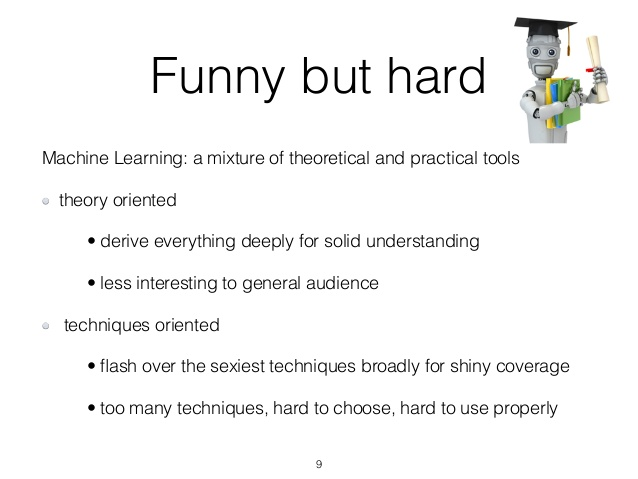 Funny but hard
Machine Learning: a mixture of theoretical and practical tools
theory oriented
• derive everything deeply for solid understanding
• less interesting to general audience
techniques oriented
• flash over the sexiest techniques broadly for shiny coverage
• too many techniques, hard to choose, hard to use properly
9